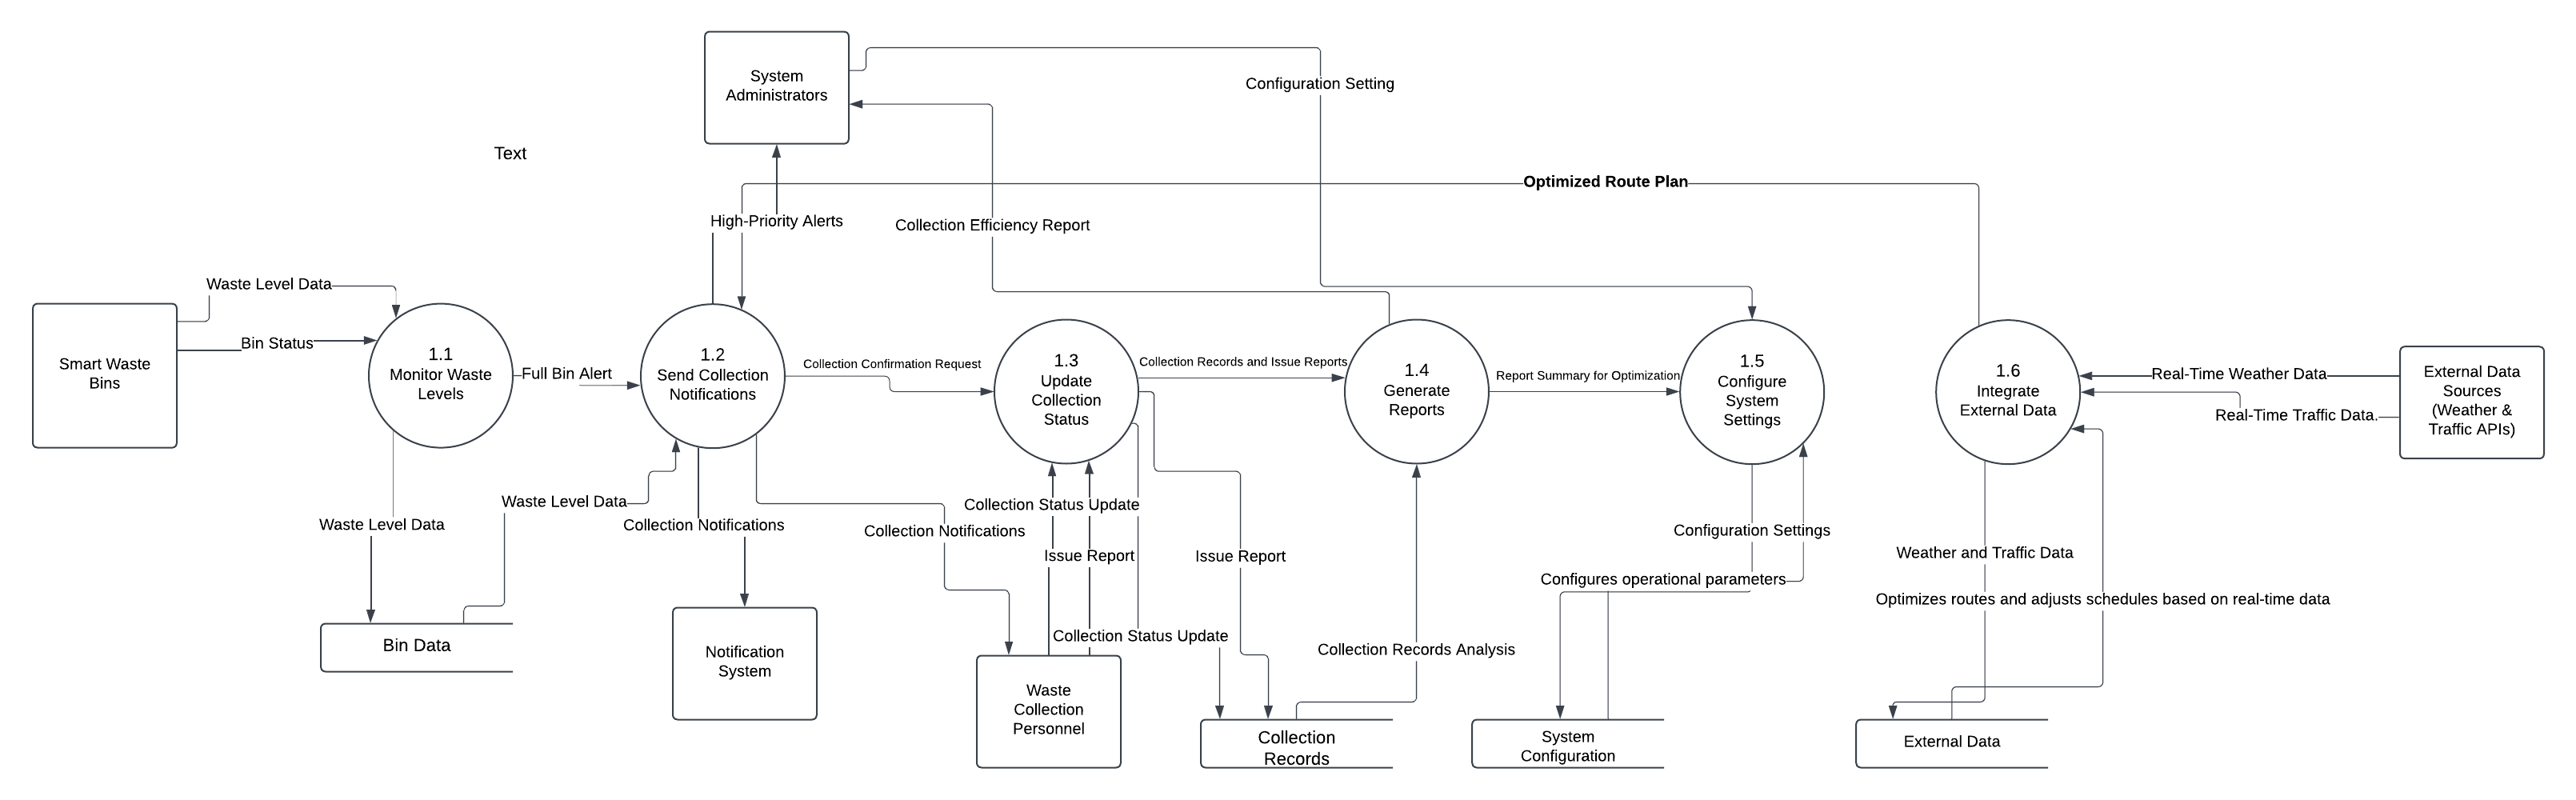 System
Administrators
Configuration Setting
Text
Optimized Route Plan
High-Priority Alerts
Collection Efficiency Report
Waste Level Data
Bin Status
Smart Waste
Bins
1.1
Monitor Waste
Levels
Full Bin Alert
1.2
Send Collection
Notifications
Collection Confirmation Request
1.3
Update
Collection
Status
Collection Records and Issue Reports
1.4
Generate
Reports
Report Summary for Optimization
1.5
Configure
System
Settings
1.6
Integrate
External Data
Real-Time Weather Data
Real-Time Traffic Data.
External Data
Sources
(Weather &
Traffic APIs)
Waste Level Data
Waste Level Data
Collection Notifications
Collection Notifications
Collection Status Update
Issue Report
Issue Report
Configuration Settings
Weather and Traffic Data
Configures operational parameters
Optimizes routes and adjusts schedules based on real-time data
Collection Status Update
Collection Records Analysis
Bin Data
Notification
System
Waste
Collection
Personnel
Collection
Records
System
Configuration
External Data